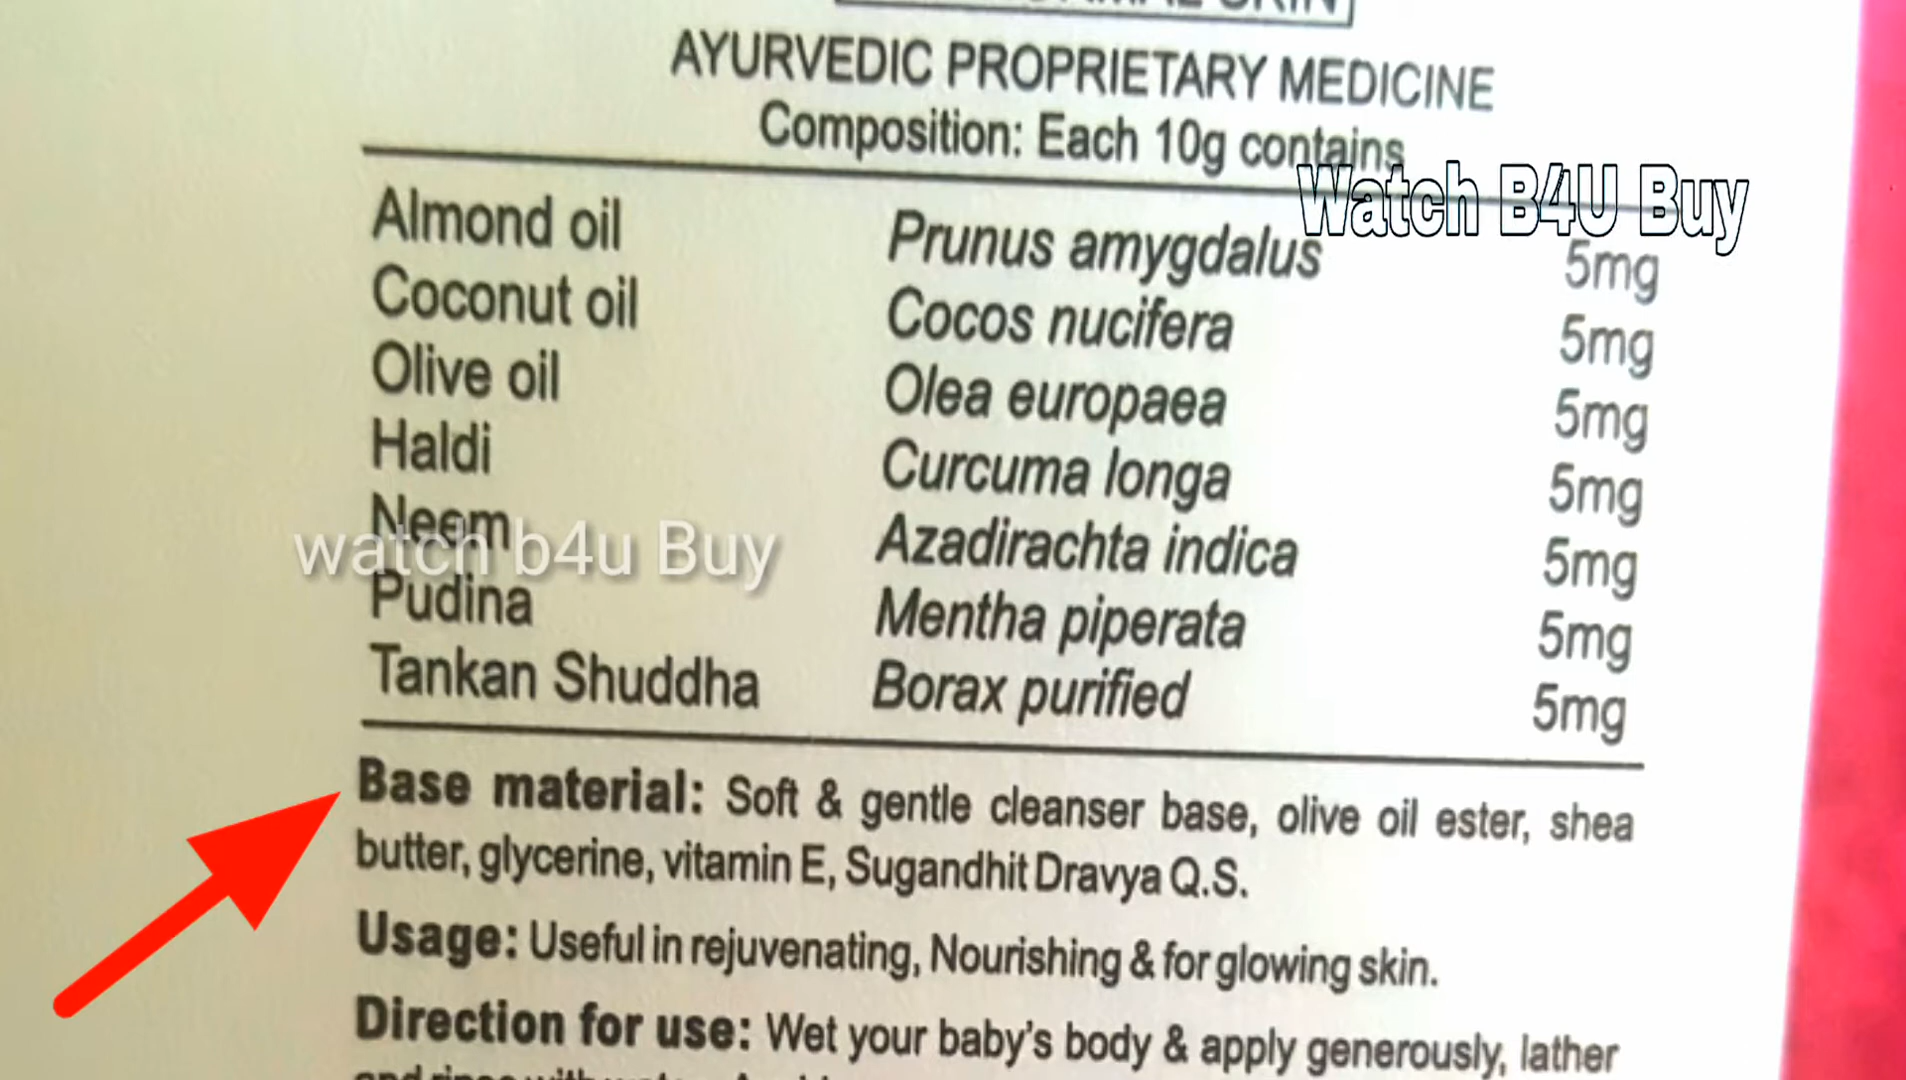 AYURVEDIC PROPRIETARY MEDICINE
Composition: Each 10g contains
Watch B4U Buy
Almond oil Prunus amygdalus 5mg
Coconut oil Cocos nucifera 5mg
Olive oil Olea europaea 5mg
Haldi Curcuma longa 5mg
Neem Azadirachta indica 5mg
watch b4u Buy
Pudina Mentha piperata 5mg
Tankan Shuddha Borax purified 5mg
Base material: Soft & gentle cleanser base, olive oil ester, shea
butter, glycerine, vitamin E, Sugandhit Dravya Q.S.
Usage: Useful in rejuvenating, Nourishing & for glowing skin.
Direction for use: Wet your baby's body & apply generously, lather